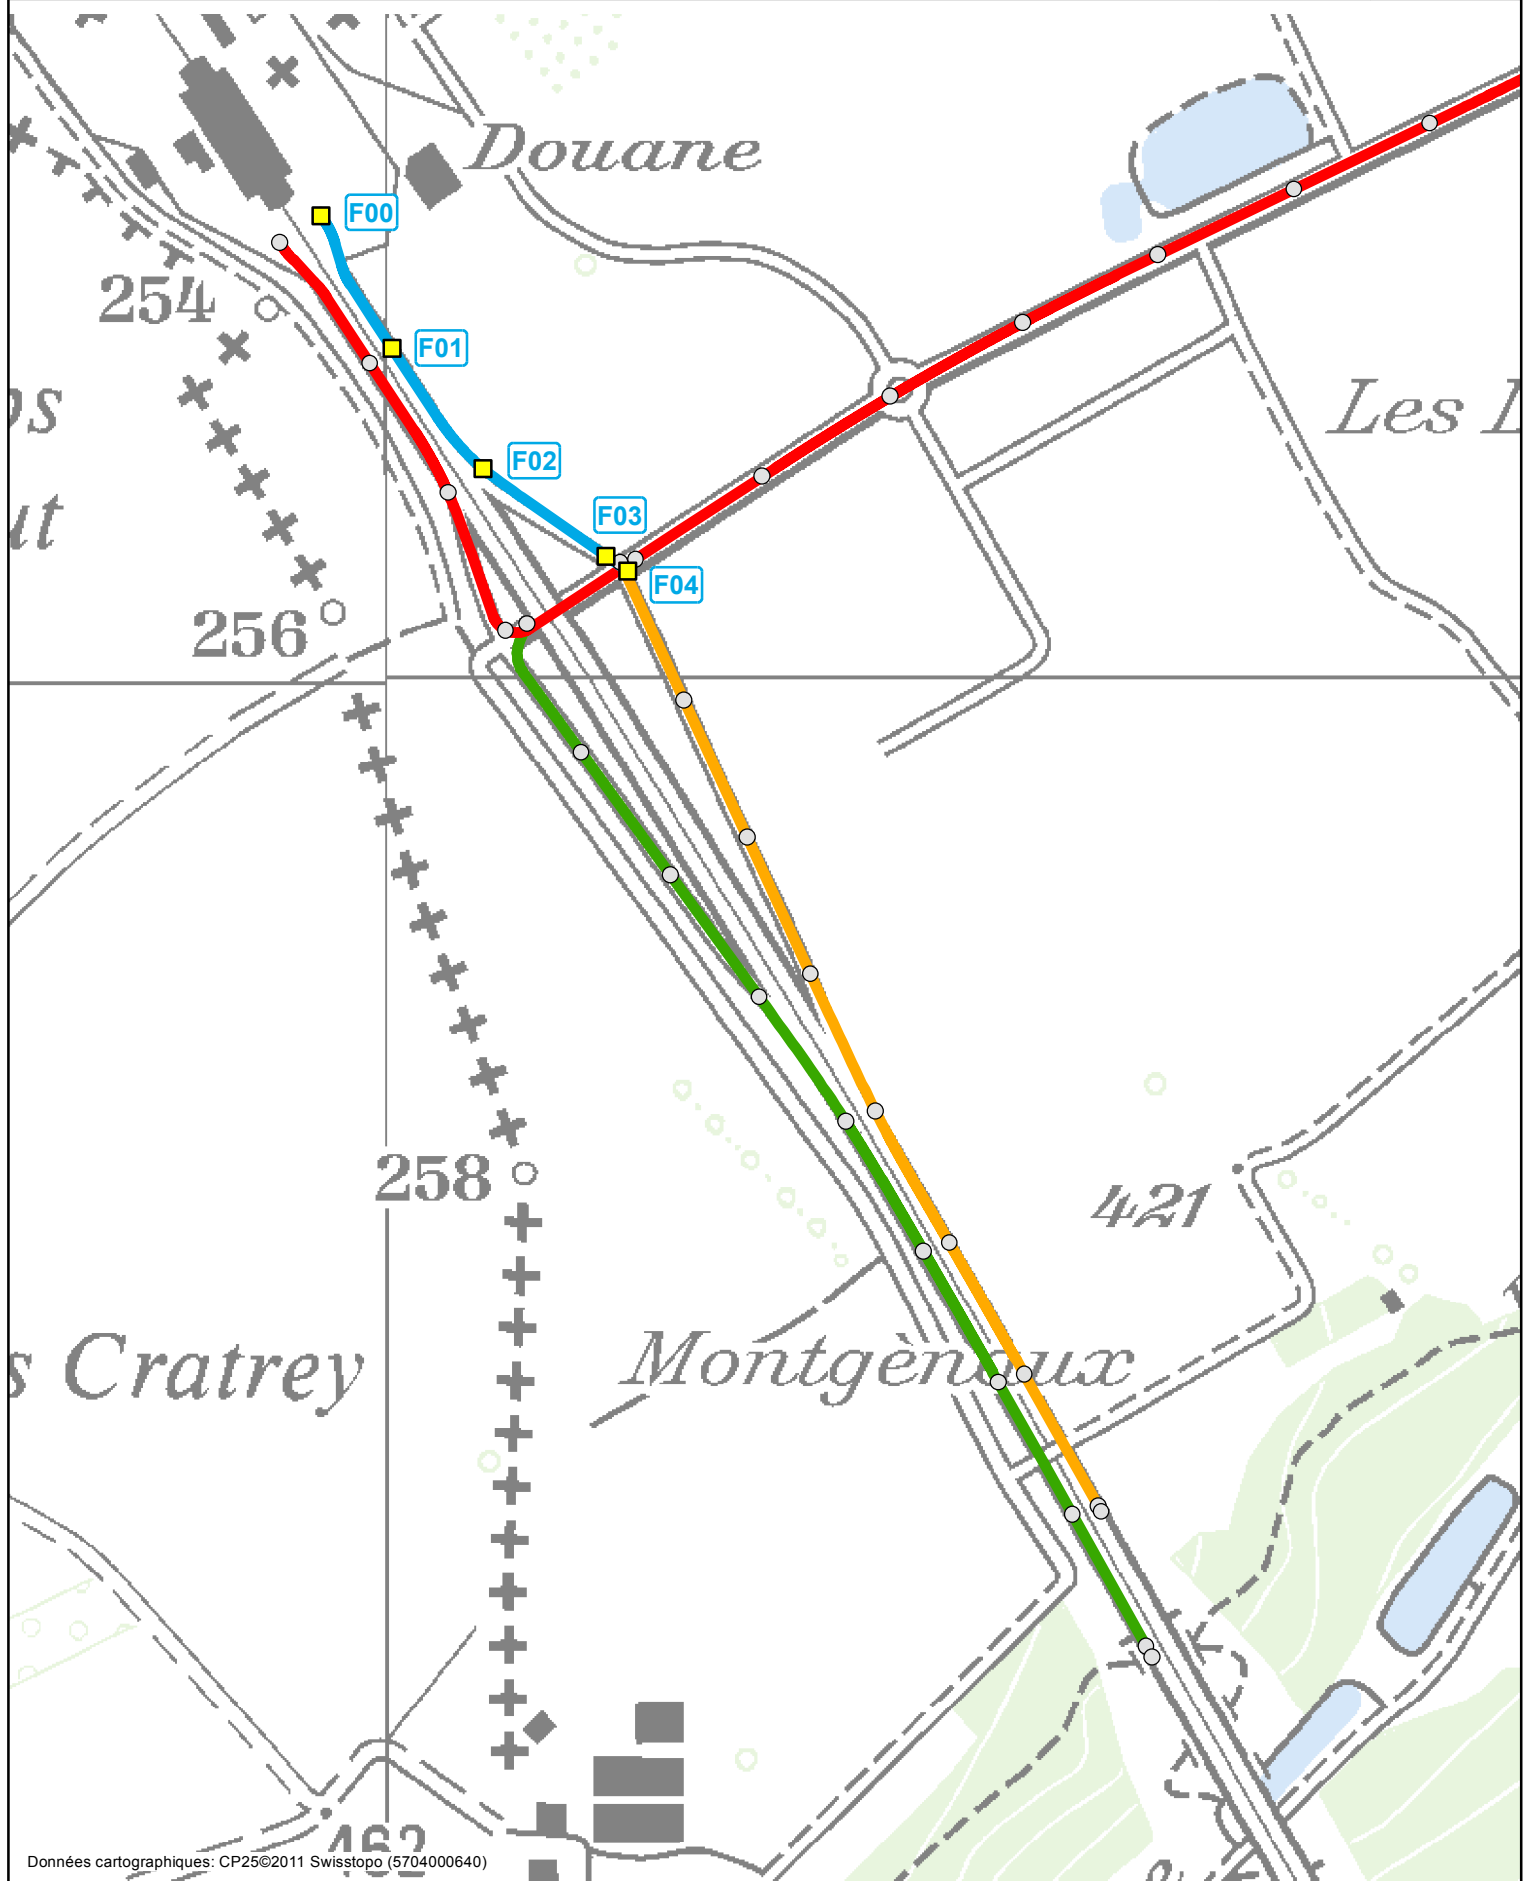 Douane
F00
254
F01
Les
F02
F03
F04
256
258
421
Cratrey
Montgèneaux
462
Données cartographiques: CP25©2011 Swisstopo (5704000640)